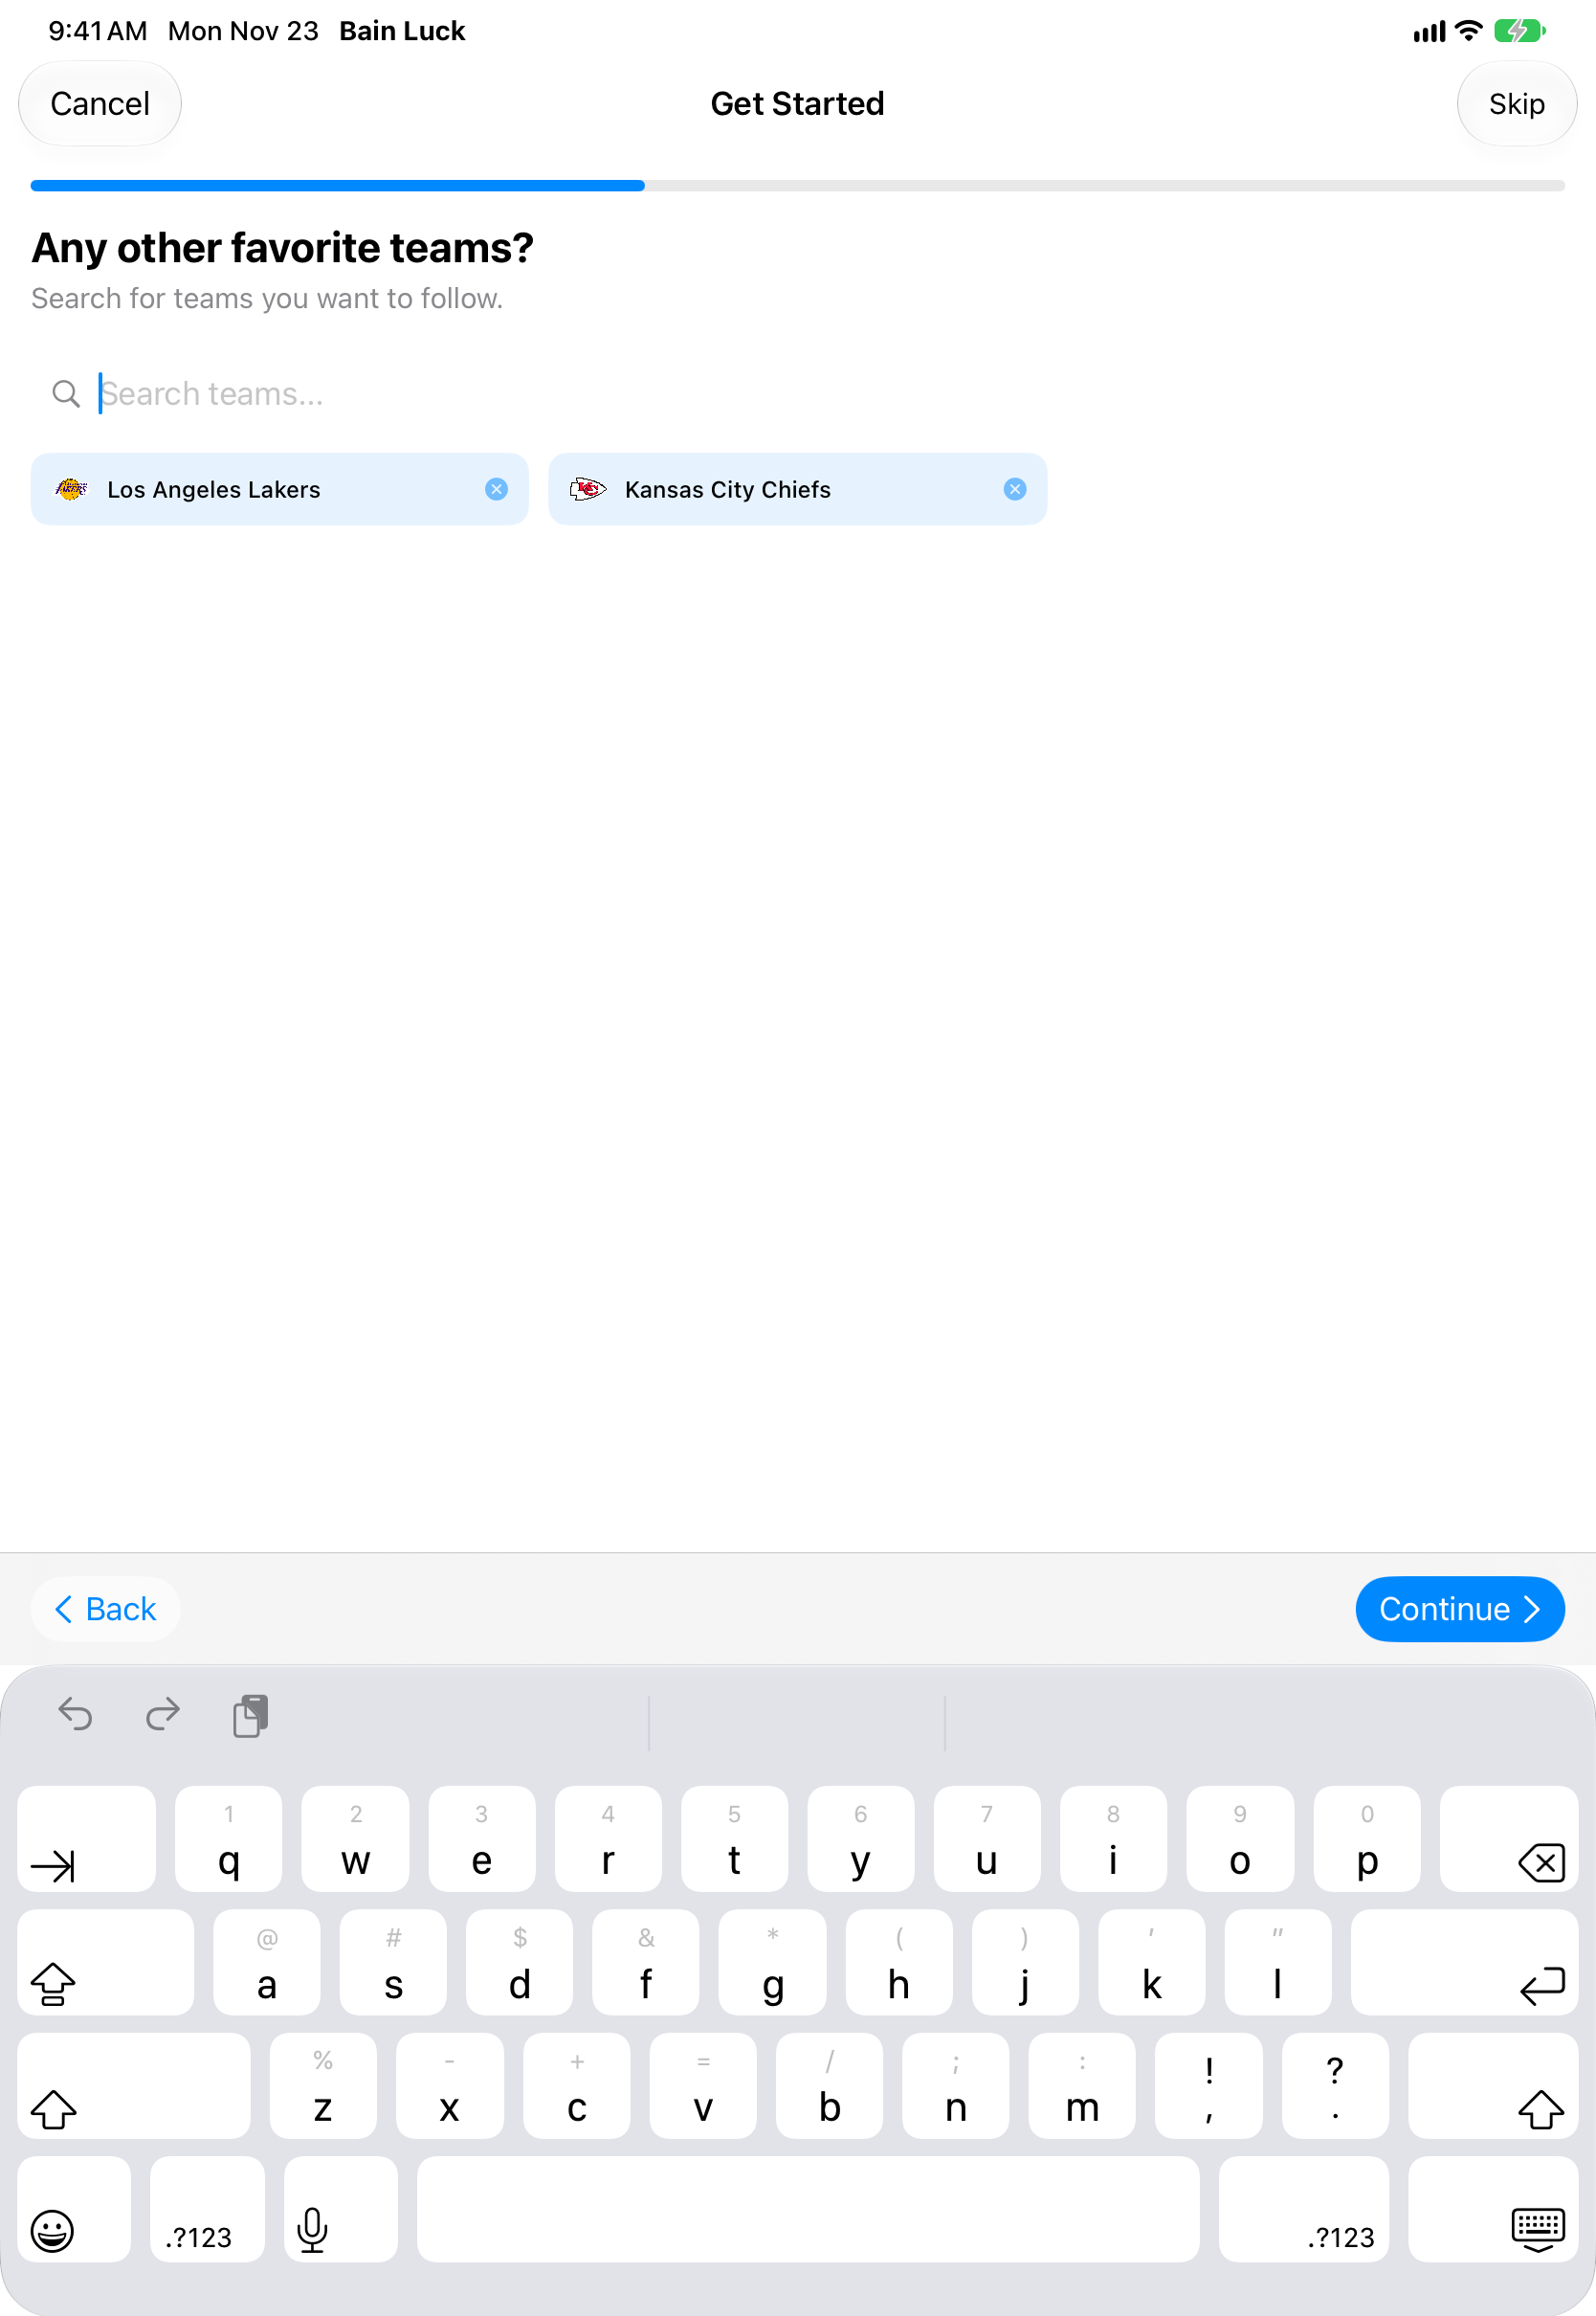 9:41 AM Mon Nov 23 Bain Luck
Cancel Get Started Skip
Any other favorite teams?
Search for teams you want to follow.
Search teams...
LAKERS Los Angeles Lakers KC Kansas City Chiefs
Back Continue
1 2 3 4 5 6 7 8 9 0
q w e r t y u i o p
@ # $ & * ( ) ' "
a s d f g h j k l
% - + = / ; : ! ?
z x c v b n m , .
.?123 .?123